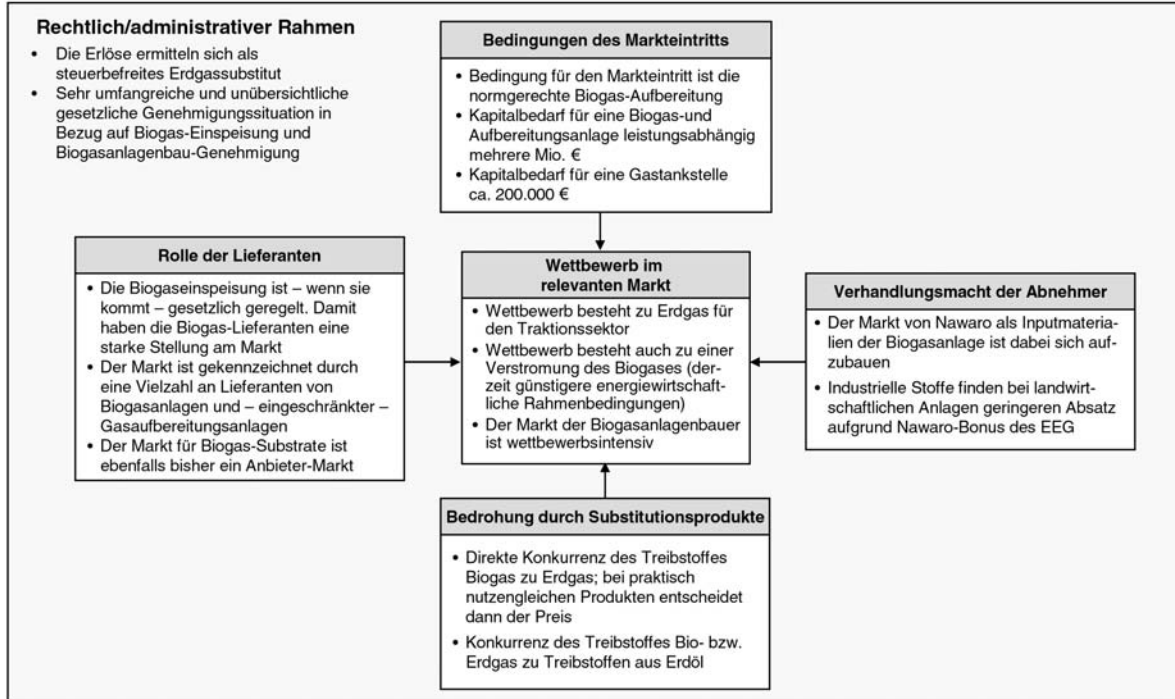 Rechtlich/administrativer Rahmen
• Die Erlöse ermitteln sich als
steuerbefreites Erdgassubstitut
• Sehr umfangreiche und unübersichtliche
gesetzliche Genehmigungssituation in
Bezug auf Biogas-Einspeisung und
Biogasanlagenbau-Genehmigung
Bedingungen des Markteintritts
• Bedingung für den Markteintritt ist die
normgerechte Biogas-Aufbereitung
• Kapitalbedarf für eine Biogas-und
Aufbereitungsanlage leistungsabhängig
mehrere Mio. €
• Kapitalbedarf für eine Gastankstelle
ca. 200.000 €
Rolle der Lieferanten
• Die Biogaseinspeisung ist – wenn sie
kommt – gesetzlich geregelt. Damit
haben die Biogas-Lieferanten eine
starke Stellung am Markt
• Der Markt ist gekennzeichnet durch
eine Vielzahl an Lieferanten von
Biogasanlagen und – eingeschränkter –
Gasaufbereitungsanlagen
• Der Markt für Biogas-Substrate ist
ebenfalls bisher ein Anbieter-Markt
Wettbewerb im
relevanten Markt
• Wettbewerb besteht zu Erdgas für
den Traktionssektor
• Wettbewerb besteht auch zu einer
Verstromung des Biogases (der-
zeit günstigere energiewirtschaft-
liche Rahmenbedingungen)
• Der Markt der Biogasanlagenbauer
ist wettbewerbsintensiv
Verhandlungsmacht der Abnehmer
• Der Markt von Nawaro als Inputmateria-
lien der Biogasanlage ist dabei sich auf-
zubauen
• Industrielle Stoffe finden bei landwirt-
schaftlichen Anlagen geringeren Absatz
aufgrund Nawaro-Bonus des EEG
Bedrohung durch Substitutionsprodukte
• Direkte Konkurrenz des Treibstoffes
Biogas zu Erdgas; bei praktisch
nutzengleichen Produkten entscheidet
dann der Preis
• Konkurrenz des Treibstoffes Bio- bzw.
Erdgas zu Treibstoffen aus Erdöl